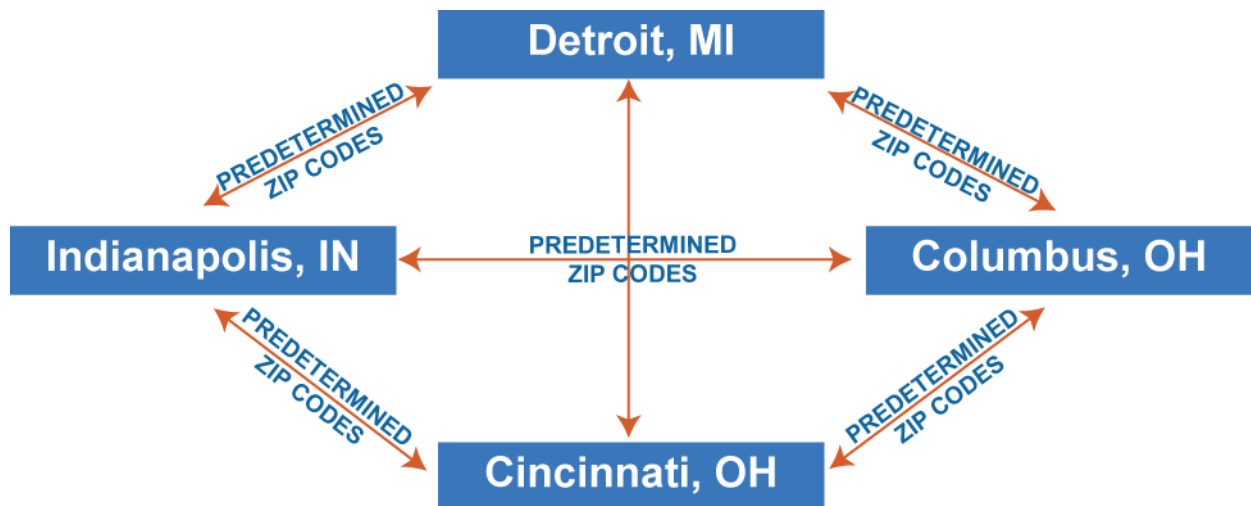 Detroit, MI
PREDETERMINED
ZIP CODES
PREDETERMINED
ZIP CODES
Indianapolis, IN
PREDETERMINED
ZIP CODES
Columbus, OH
PREDETERMINED
ZIP CODES
PREDETERMINED
ZIP CODES
Cincinnati, OH